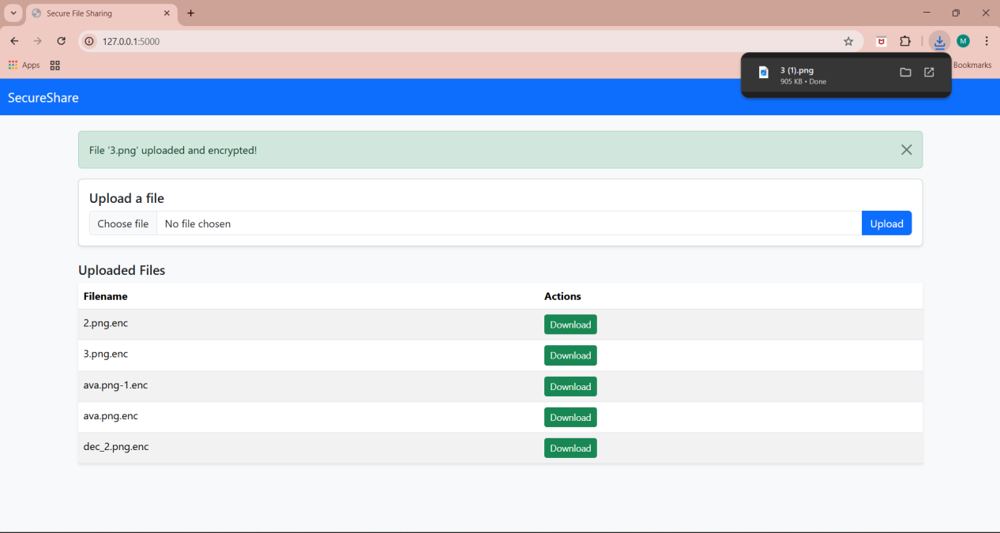 Secure File Sharing
127.0.0.1:5000
M
Apps
Bookmarks
3 (1).png
905 KB • Done
SecureShare
File '3.png' uploaded and encrypted!
Upload a file
Choose file No file chosen Upload
Uploaded Files
Filename Actions
2.png.enc Download
3.png.enc Download
ava.png-1.enc Download
ava.png.enc Download
dec_2.png.enc Download